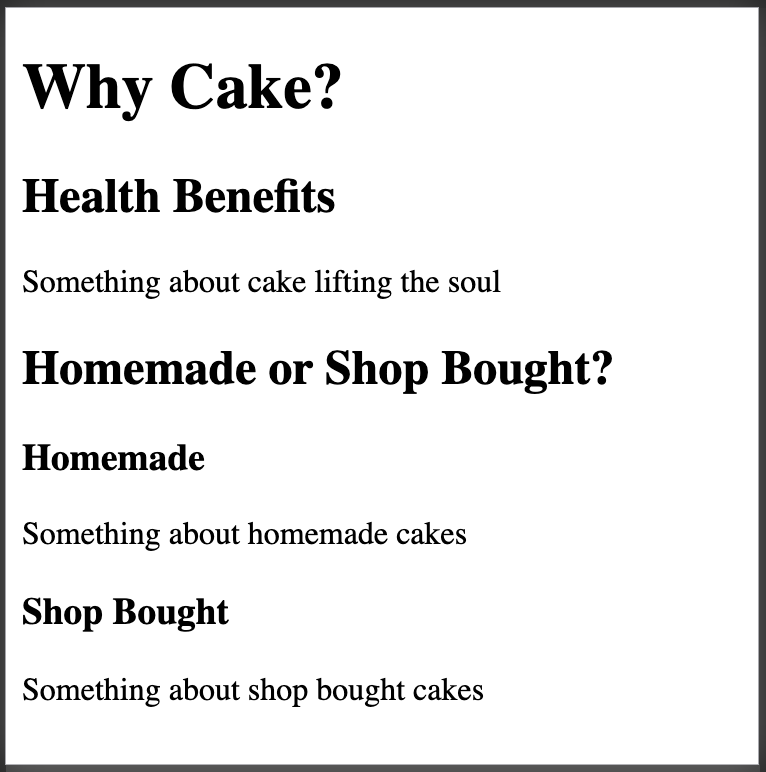 Why Cake?
Health Benefits
Something about cake lifting the soul
Homemade or Shop Bought?
Homemade
Something about homemade cakes
Shop Bought
Something about shop bought cakes